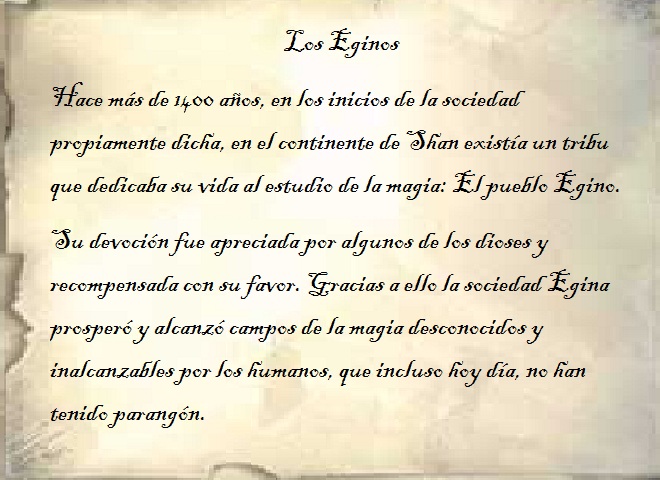 Los Eginos
Hace más de 1400 años, en los inicios de la sociedad
propiamente dicha, en el continente de Shan existía un tribu
que dedicaba su vida al estudio de la magia: El pueblo Egino.
Su devoción fue apreciada por algunos de los dioses y
recompensada con su favor. Gracias a ello la sociedad Egina
prosperó y alcanzó campos de la magia desconocidos y
inalcanzables por los humanos, que incluso hoy día, no han
tenido parangón.